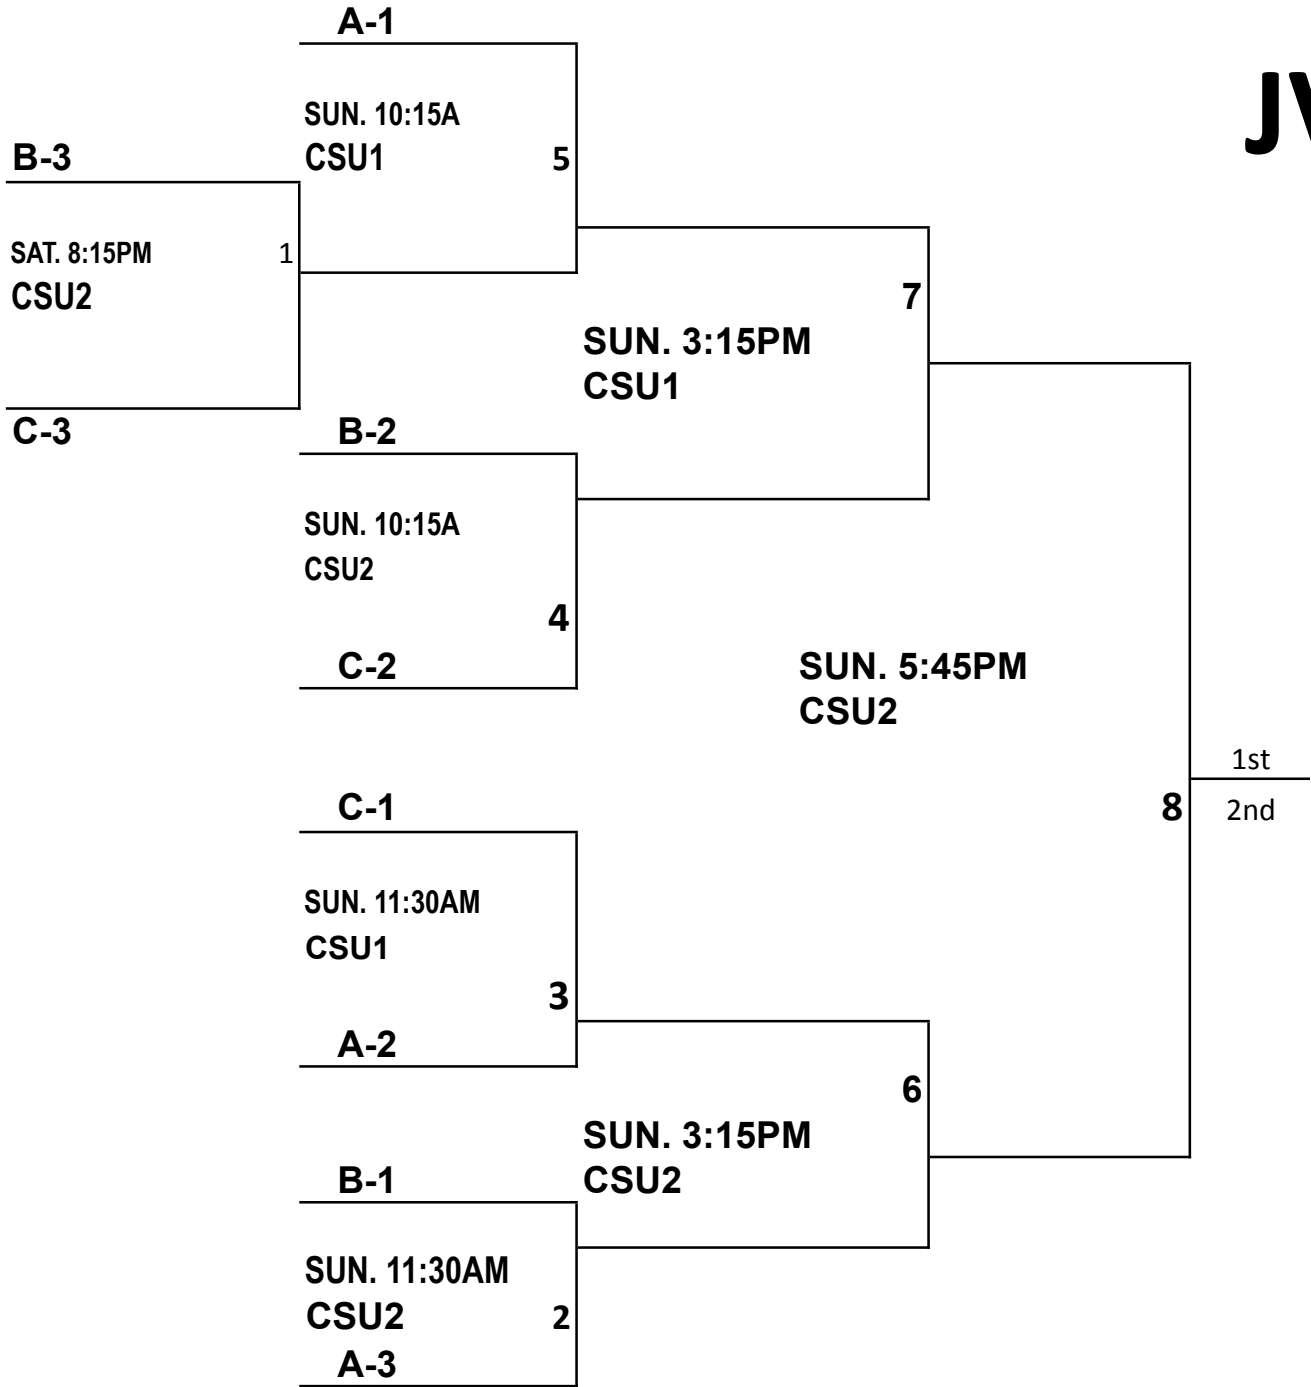 A-1
JV
SUN. 10:15A
CSU1
5
B-3
SAT. 8:15PM
1
CSU2
7
SUN. 3:15PM
CSU1
C-3
B-2
SUN. 10:15A
CSU2
4
C-2
SUN. 5:45PM
CSU2
1st
C-1
8
2nd
SUN. 11:30AM
CSU1
3
A-2
6
SUN. 3:15PM
CSU2
B-1
SUN. 11:30AM
CSU2
2
A-3